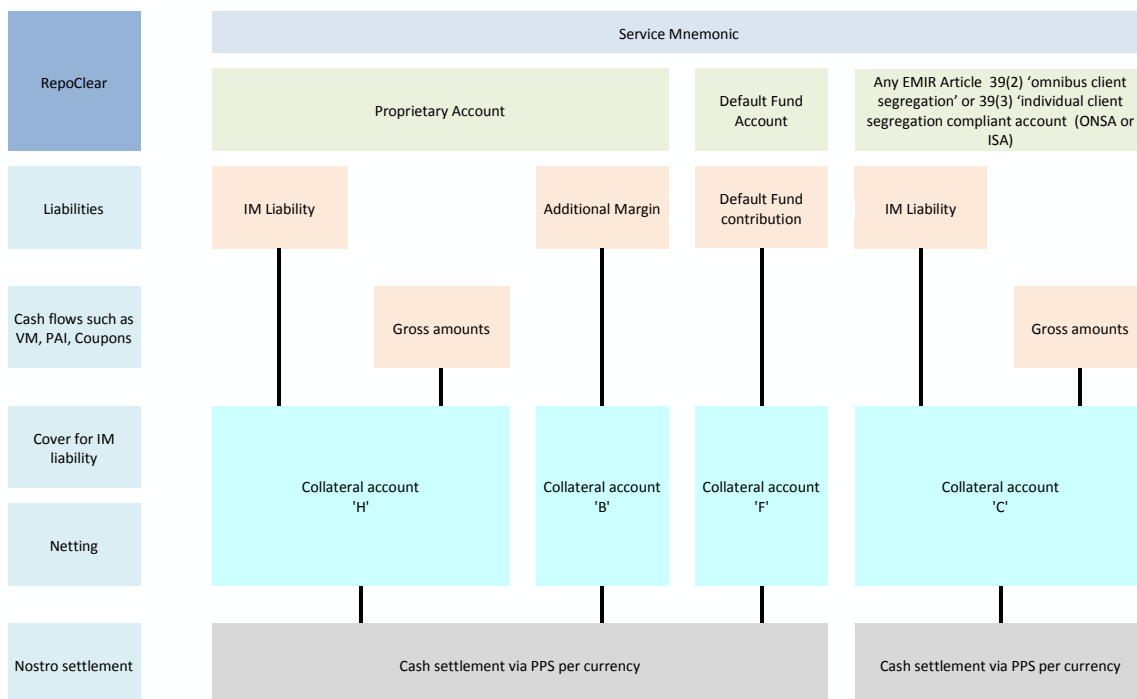 Service Mnemonic
RepoClear
Proprietary Account
Default Fund
Account
Any EMIR Article 39(2) ‘omnibus client
segregation’ or 39(3) ‘individual client
segregation compliant account (ONSA or
ISA)
Liabilities
IM Liability
Additional Margin
Default Fund
contribution
IM Liability
Cash flows such as
VM, PAI, Coupons
Gross amounts
Gross amounts
Cover for IM
liability
Collateral account
'H'
Collateral account
'B'
Collateral account
'F'
Collateral account
'C'
Netting
Nostro settlement
Cash settlement via PPS per currency
Cash settlement via PPS per currency